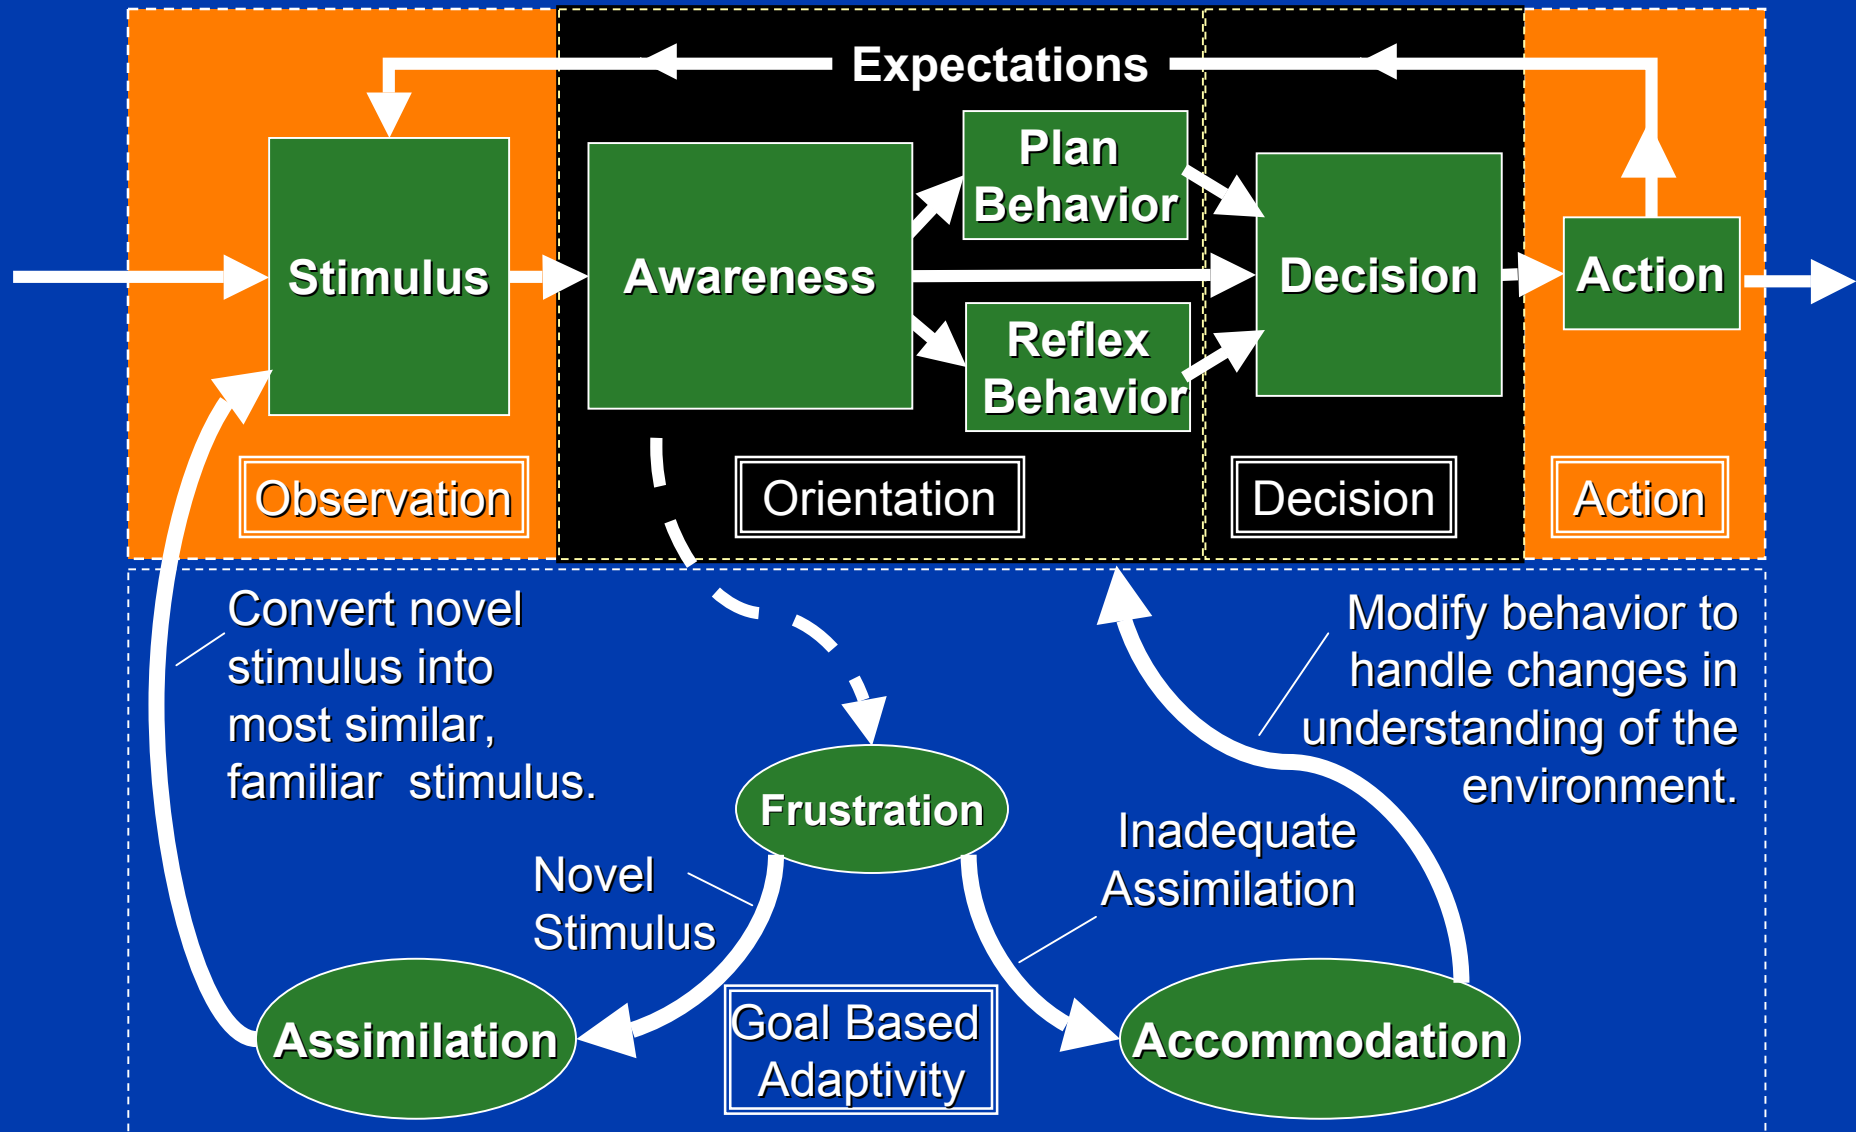 Expectations
Plan
Behavior
Stimulus
Awareness
Decision
Action
Reflex
Behavior
Observation
Orientation
Decision
Action
Convert novel
stimulus into
most similar,
familiar stimulus.
Modify behavior to
handle changes in
understanding of the
environment.
Frustration
Novel
Stimulus
Inadequate
Assimilation
Assimilation
Goal Based
Adaptivity
Accommodation